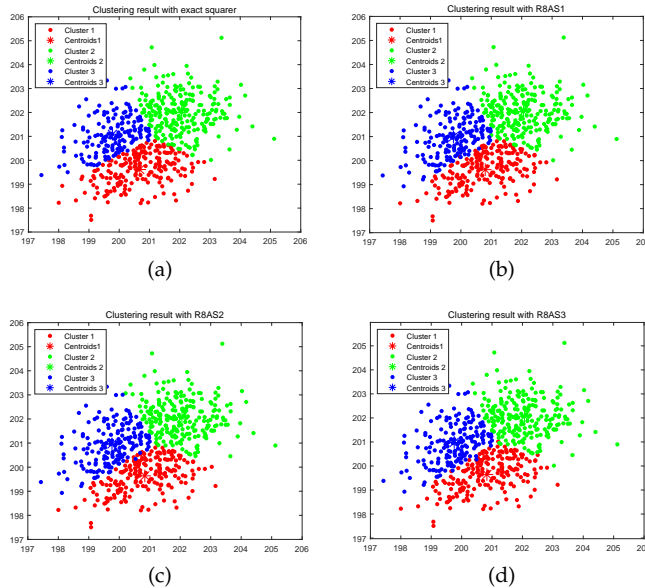 Clustering result with exact squarer
206
205
204
203
202
201
200
199
198
197
Cluster 1
Centroids1
Cluster 2
Centroids 2
Cluster 3
Centroids 3
197 198 199 200 201 202 203 204 205 206
(a)
Clustering result with R8AS1
206
205
204
203
202
201
200
199
198
197
Cluster 1
Centroids1
Cluster 2
Centroids 2
Cluster 3
Centroids 3
197 198 199 200 201 202 203 204 205 206
(b)
Clustering result with R8AS2
206
205
204
203
202
201
200
199
198
197
Cluster 1
Centroids1
Cluster 2
Centroids 2
Cluster 3
Centroids 3
197 198 199 200 201 202 203 204 205 206
(c)
Clustering result with R8AS3
205
204
203
202
201
200
199
198
197
Cluster 1
Centroids1
Cluster 2
Centroids 2
Cluster 3
Centroids 3
197 198 199 200 201 202 203 204 205
(d)